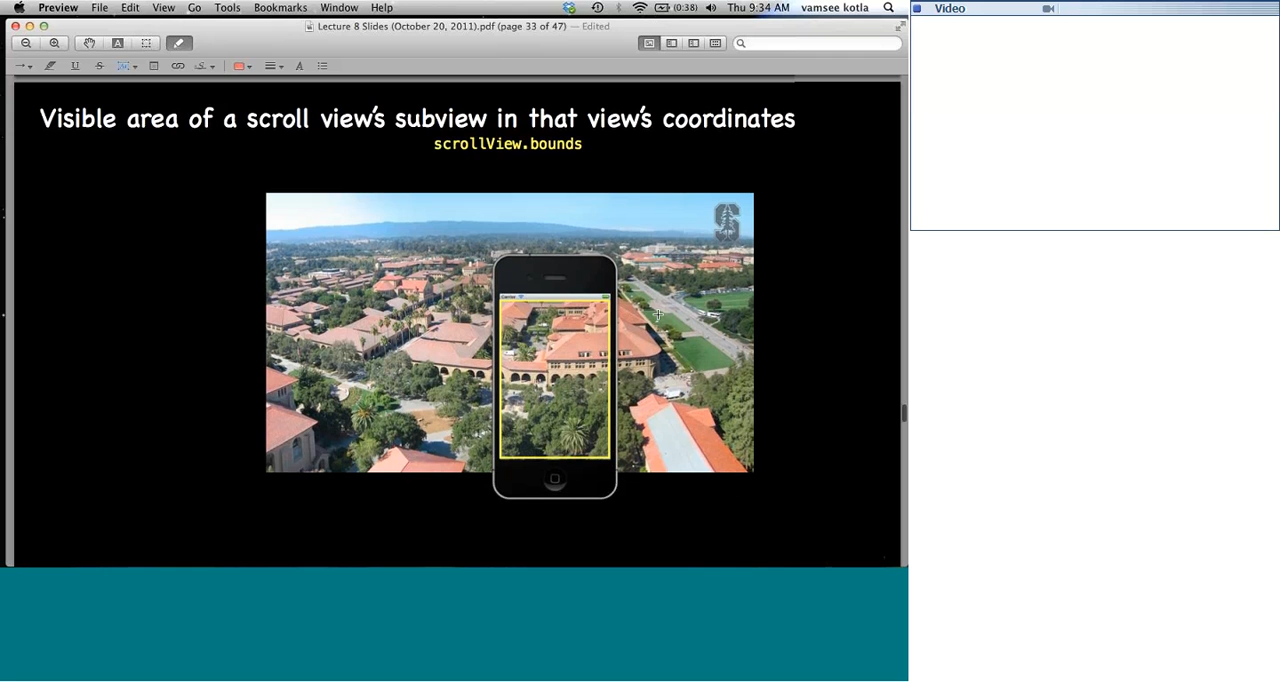 Preview File Edit View Go Tools Bookmarks Window Help (0:38) Thu 9:34 AM vamsee kotla
Video
Lecture 8 Slides (October 20, 2011).pdf (page 33 of 47) — Edited
Visible area of a scroll view's subview in that view's coordinates
scrollView.bounds
S
Carrier